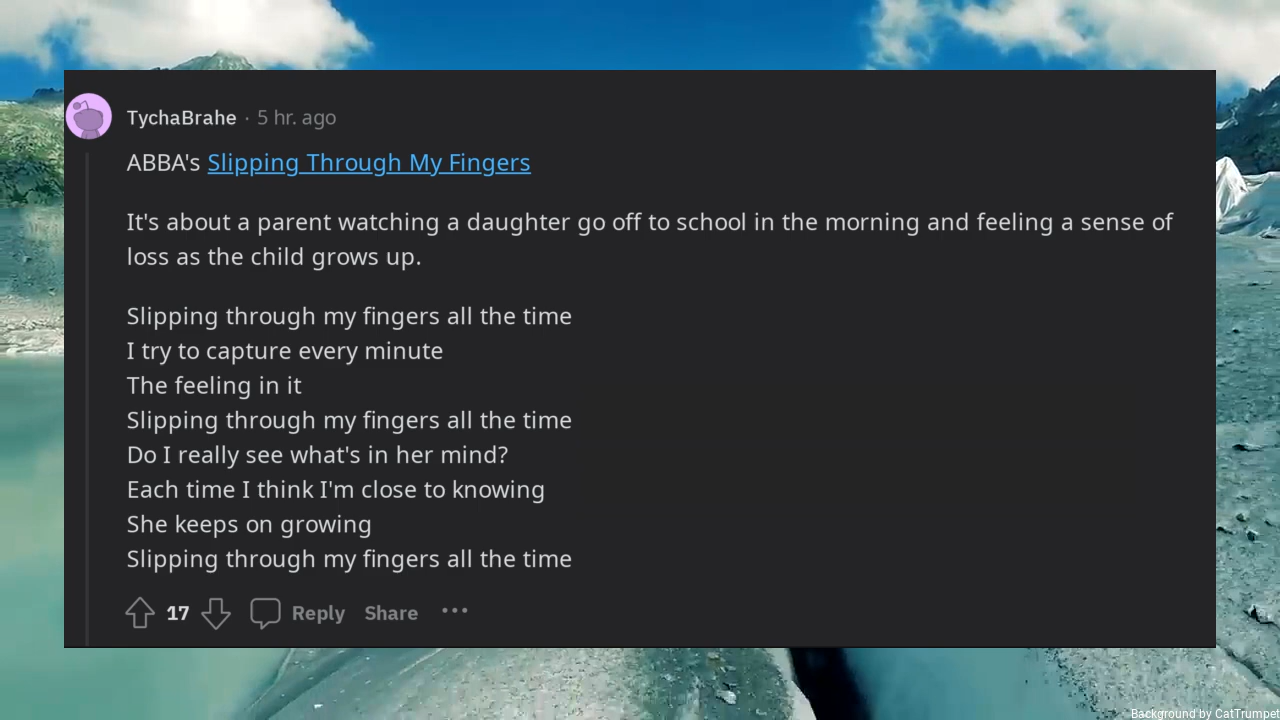 TychaBrahe · 5 hr. ago
ABBA's Slipping Through My Fingers
It's about a parent watching a daughter go off to school in the morning and feeling a sense of
loss as the child grows up.
Slipping through my fingers all the time
I try to capture every minute
The feeling in it
Slipping through my fingers all the time
Do I really see what's in her mind?
Each time I think I'm close to knowing
She keeps on growing
Slipping through my fingers all the time
17 Reply Share ···
Background by CatTrumpet